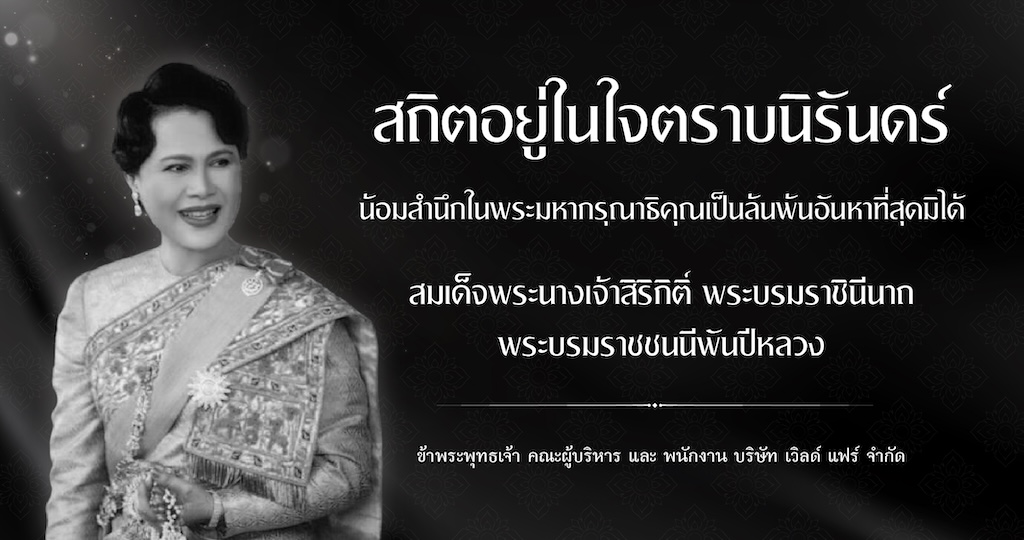 สถิตอยู่ในใจตราบนิรันดร์
น้อมสำนึกในพระมหากรุณาธิคุณเป็นล้นพ้นอันหาที่สุดมิได้
สมเด็จพระนางเจ้าสิริกิติ์ พระบรมราชินีนาถ
พระบรมราชชนนีพันปีหลวง
ข้าพระพุทธเจ้า คณะผู้บริหาร และ พนักงาน บริษัท เวิลด์ แฟร์ จำกัด